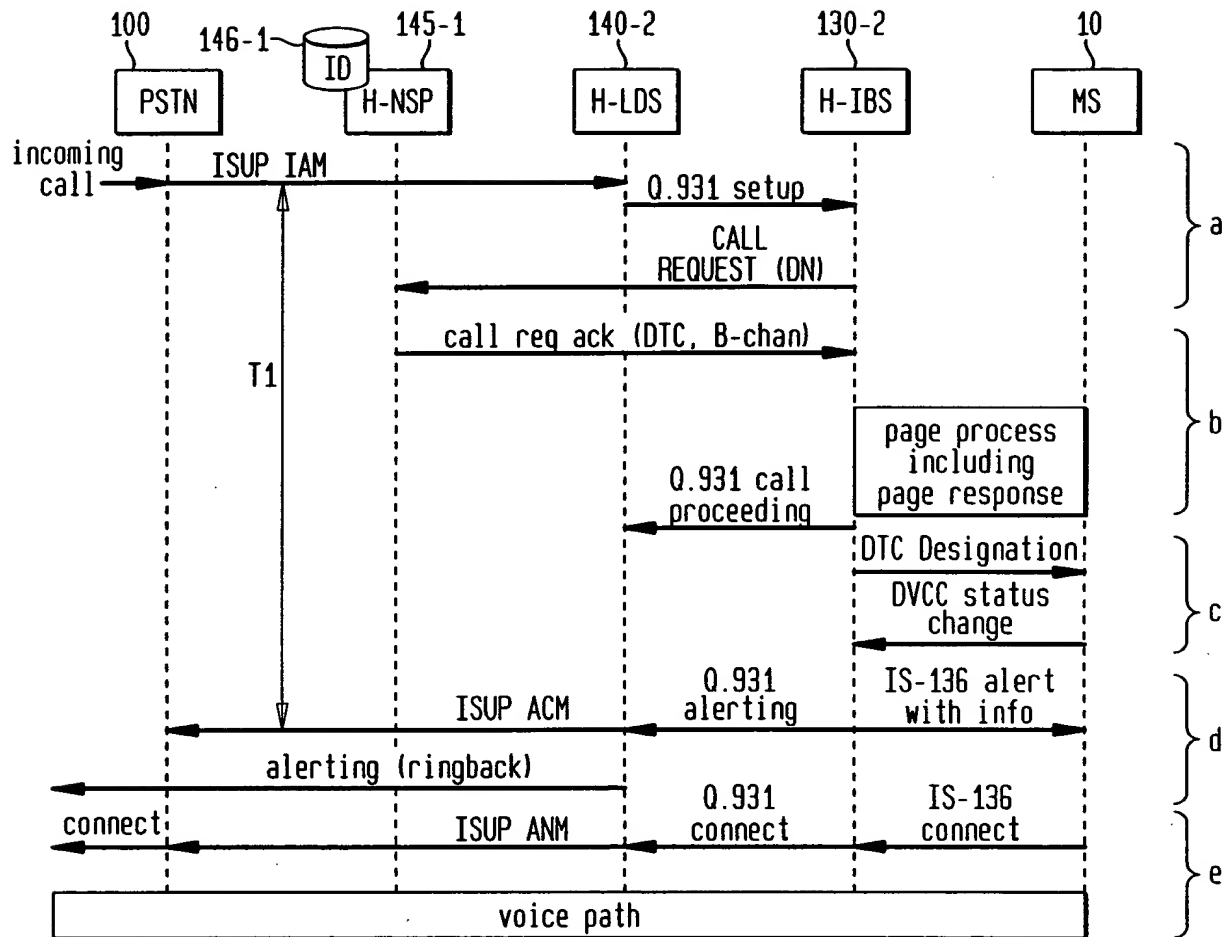 100
146-1
145-1
140-2
130-2
10
ID
PSTN
H-NSP
H-LDS
H-IBS
MS
incoming
call
ISUP IAM
Q.931 setup
CALL
REQUEST (DN)
a
call req ack (DTC, B-chan)
T1
page process
including
page response
b
Q.931 call
proceeding
DTC Designation
DVCC status
change
c
ISUP ACM
Q.931
alerting
IS-136 alert
with info
d
alerting (ringback)
connect
ISUP ANM
Q.931
connect
IS-136
connect
e
voice path